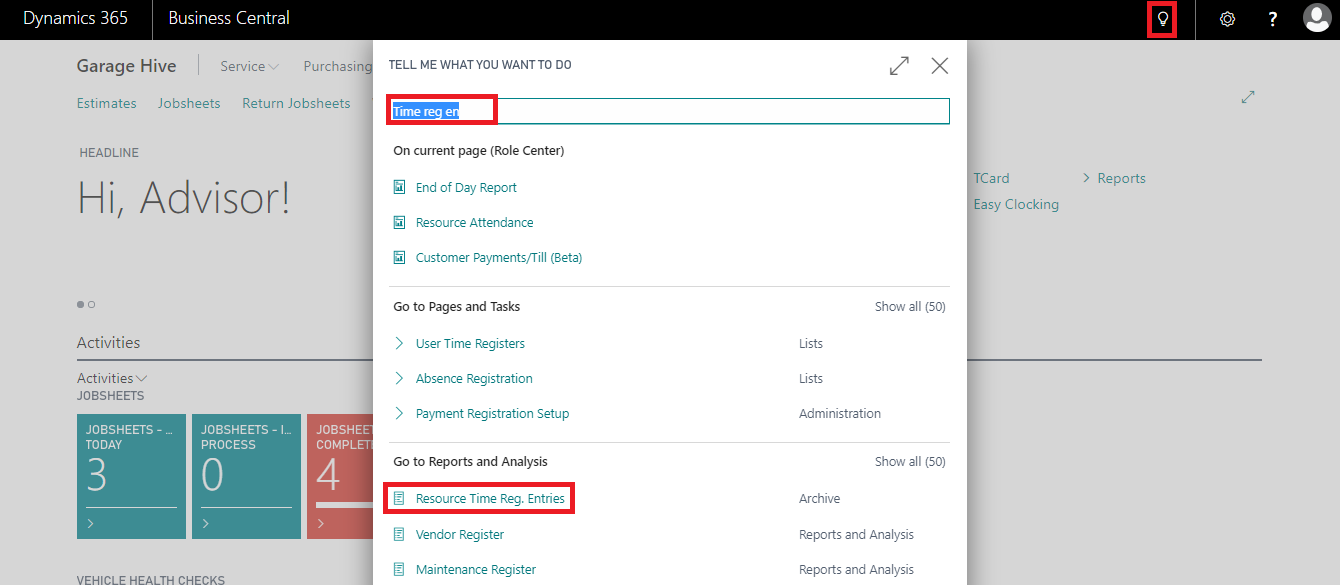 Dynamics 365
Business Central
?
Garage Hive
Service
Purchasing
Estimates
Jobsheets
Return Jobsheets
HEADLINE
Hi, Advisor!
Activities
Activities
JOBSHEETS
JOBSHEETS - ...
TODAY
3
JOBSHEETS - I...
PROCESS
0
JOBSHE
COMPLET
4
VEHICLE HEALTH CHECKS
TELL ME WHAT YOU WANT TO DO
Time reg en
On current page (Role Center)
End of Day Report
Resource Attendance
Customer Payments/Till (Beta)
Go to Pages and Tasks
Show all (50)
User Time Registers
Lists
Absence Registration
Lists
Payment Registration Setup
Administration
Go to Reports and Analysis
Show all (50)
Resource Time Reg. Entries
Archive
Vendor Register
Reports and Analysis
Maintenance Register
Reports and Analysis
TCard
Reports
Easy Clocking